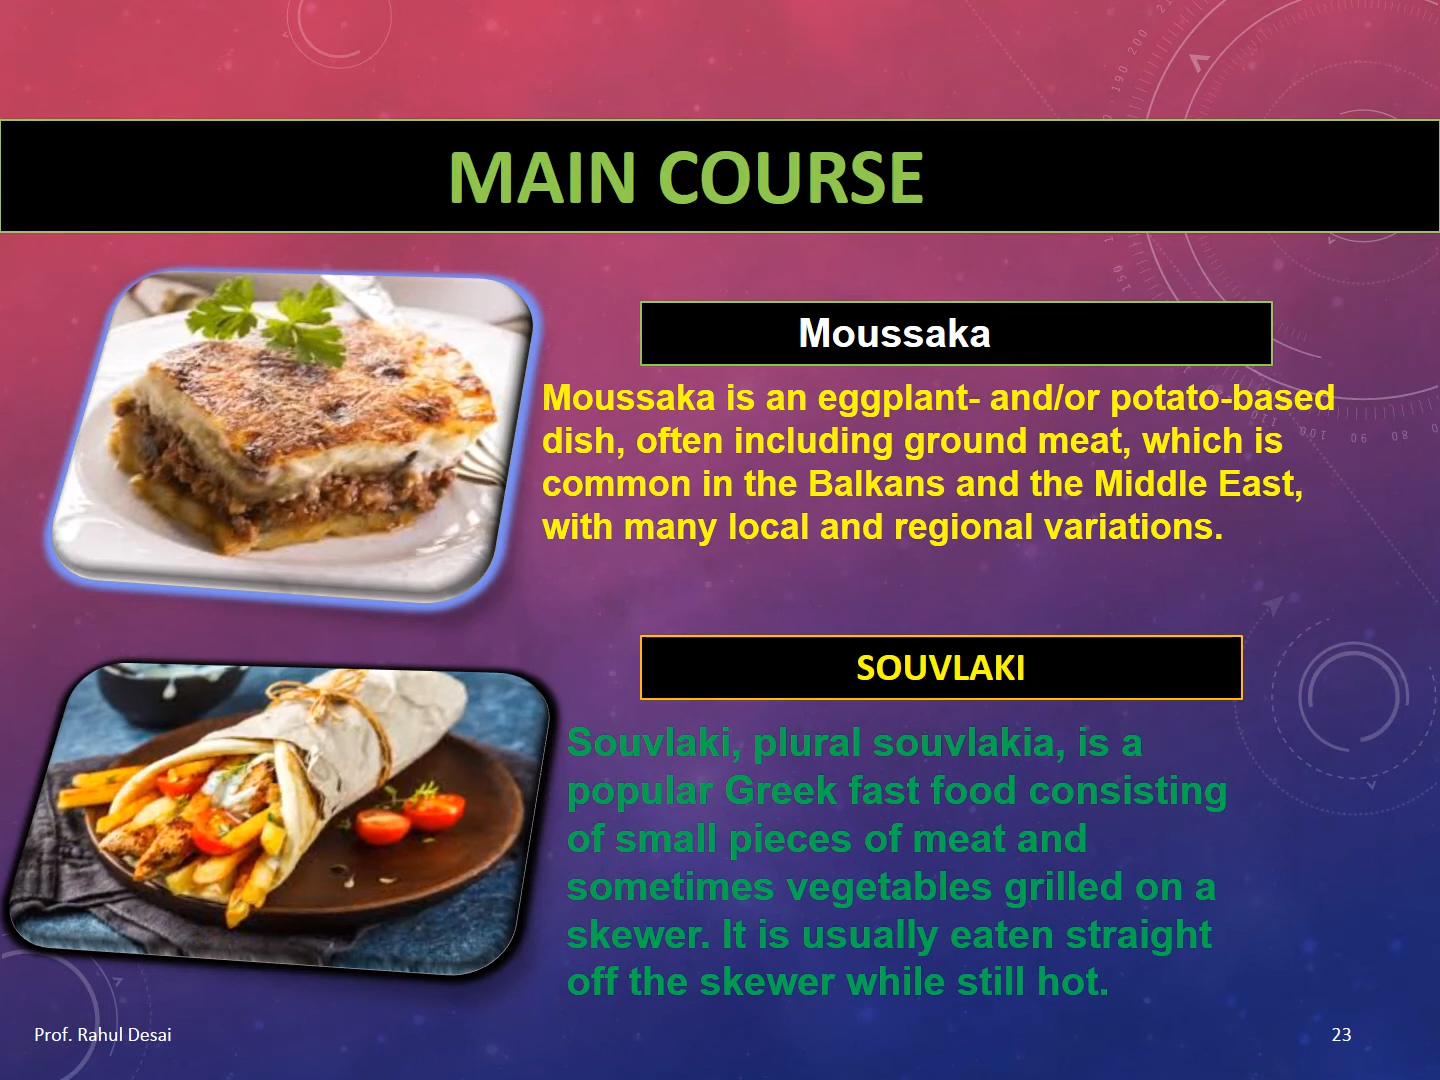 MAIN COURSE
Moussaka
Moussaka is an eggplant- and/or potato-based
dish, often including ground meat, which is
common in the Balkans and the Middle East,
with many local and regional variations.
SOUVLAKI
Souvlaki, plural souvlakia, is a
popular Greek fast food consisting
of small pieces of meat and
sometimes vegetables grilled on a
skewer. It is usually eaten straight
off the skewer while still hot.
Prof. Rahul Desai
23